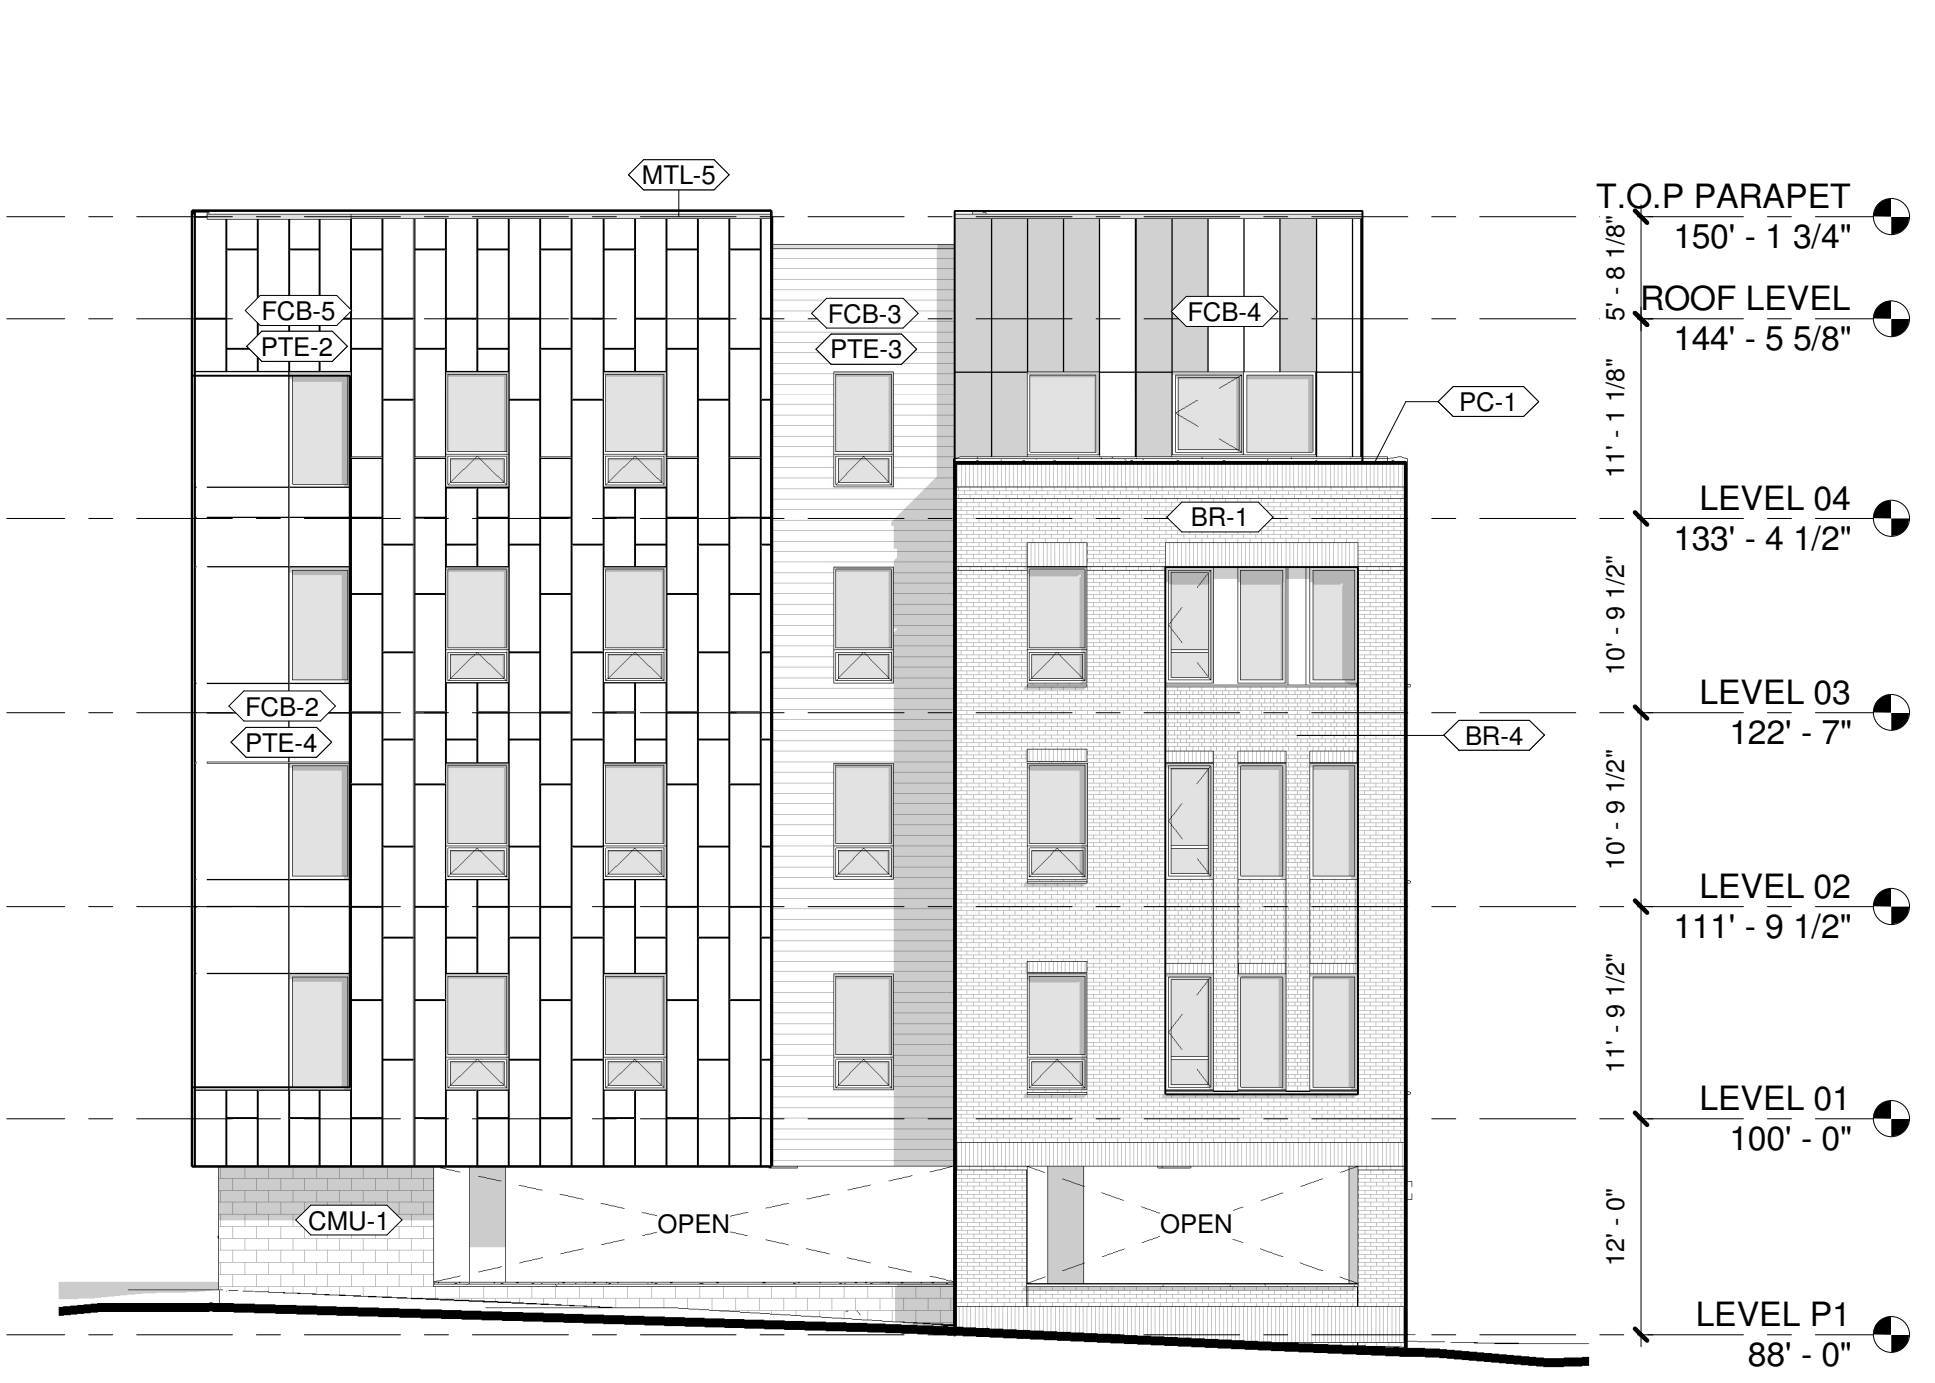 MTL-5
T.O.P PARAPET
150' - 1 3/4"
5' - 8 1/8"
FCB-5
PTE-2
FCB-3
PTE-3
FCB-4
ROOF LEVEL
144' - 5 5/8"
11' - 1 1/8"
PC-1
BR-1
LEVEL 04
133' - 4 1/2"
10' - 9 1/2"
FCB-2
PTE-4
BR-4
LEVEL 03
122' - 7"
10' - 9 1/2"
LEVEL 02
111' - 9 1/2"
11' - 9 1/2"
LEVEL 01
100' - 0"
12' - 0"
CMU-1
OPEN
OPEN
LEVEL P1
88' - 0"